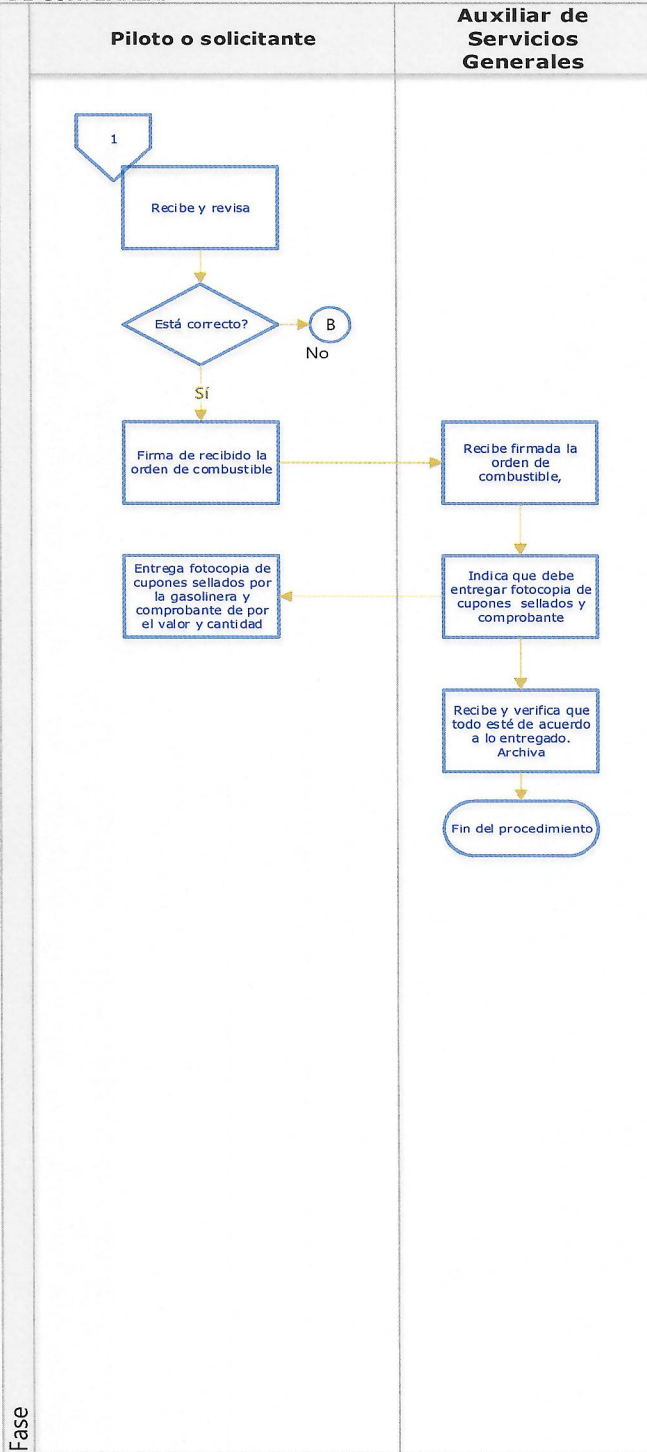 Piloto o solicitante
Auxiliar de
Servicios
Generales
1
Recibe y revisa
Está correcto?
B
No
Sí
Firma de recibido la
orden de combustible
Recibe firmada la
orden de
combustible,
Entrega fotocopia de
cupones sellados por
la gasolinera y
comprobante de por
el valor y cantidad
Indica que debe
entregar fotocopia de
cupones sellados y
comprobante
Recibe y verifica que
todo esté de acuerdo
a lo entregado.
Archiva
Fin del procedimiento
Fase